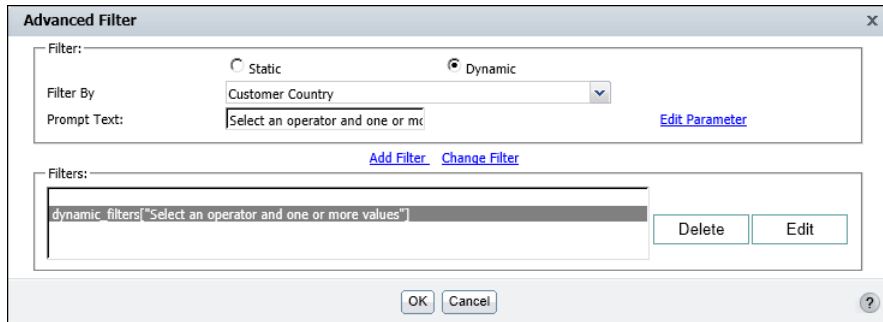 Advanced Filter x
Filter:
Static Dynamic
Filter By Customer Country
Prompt Text: Select an operator and one or mo Edit Parameter
Add Filter Change Filter
Filters:
dynamic_filters["Select an operator and one or more values"]
Delete Edit
OK Cancel ?